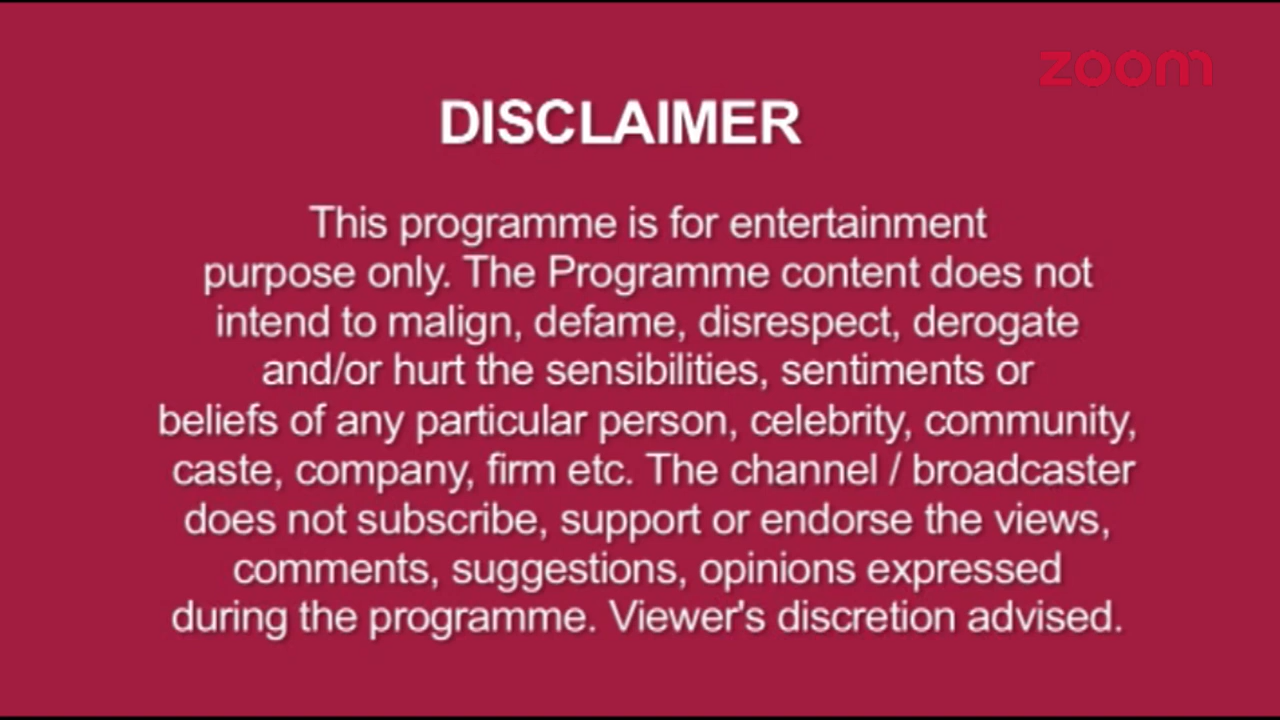 zoom
DISCLAIMER
This programme is for entertainment
purpose only. The Programme content does not
intend to malign, defame, disrespect, derogate
and/or hurt the sensibilities, sentiments or
beliefs of any particular person, celebrity, community,
caste, company, firm etc. The channel / broadcaster
does not subscribe, support or endorse the views,
comments, suggestions, opinions expressed
during the programme. Viewer's discretion advised.